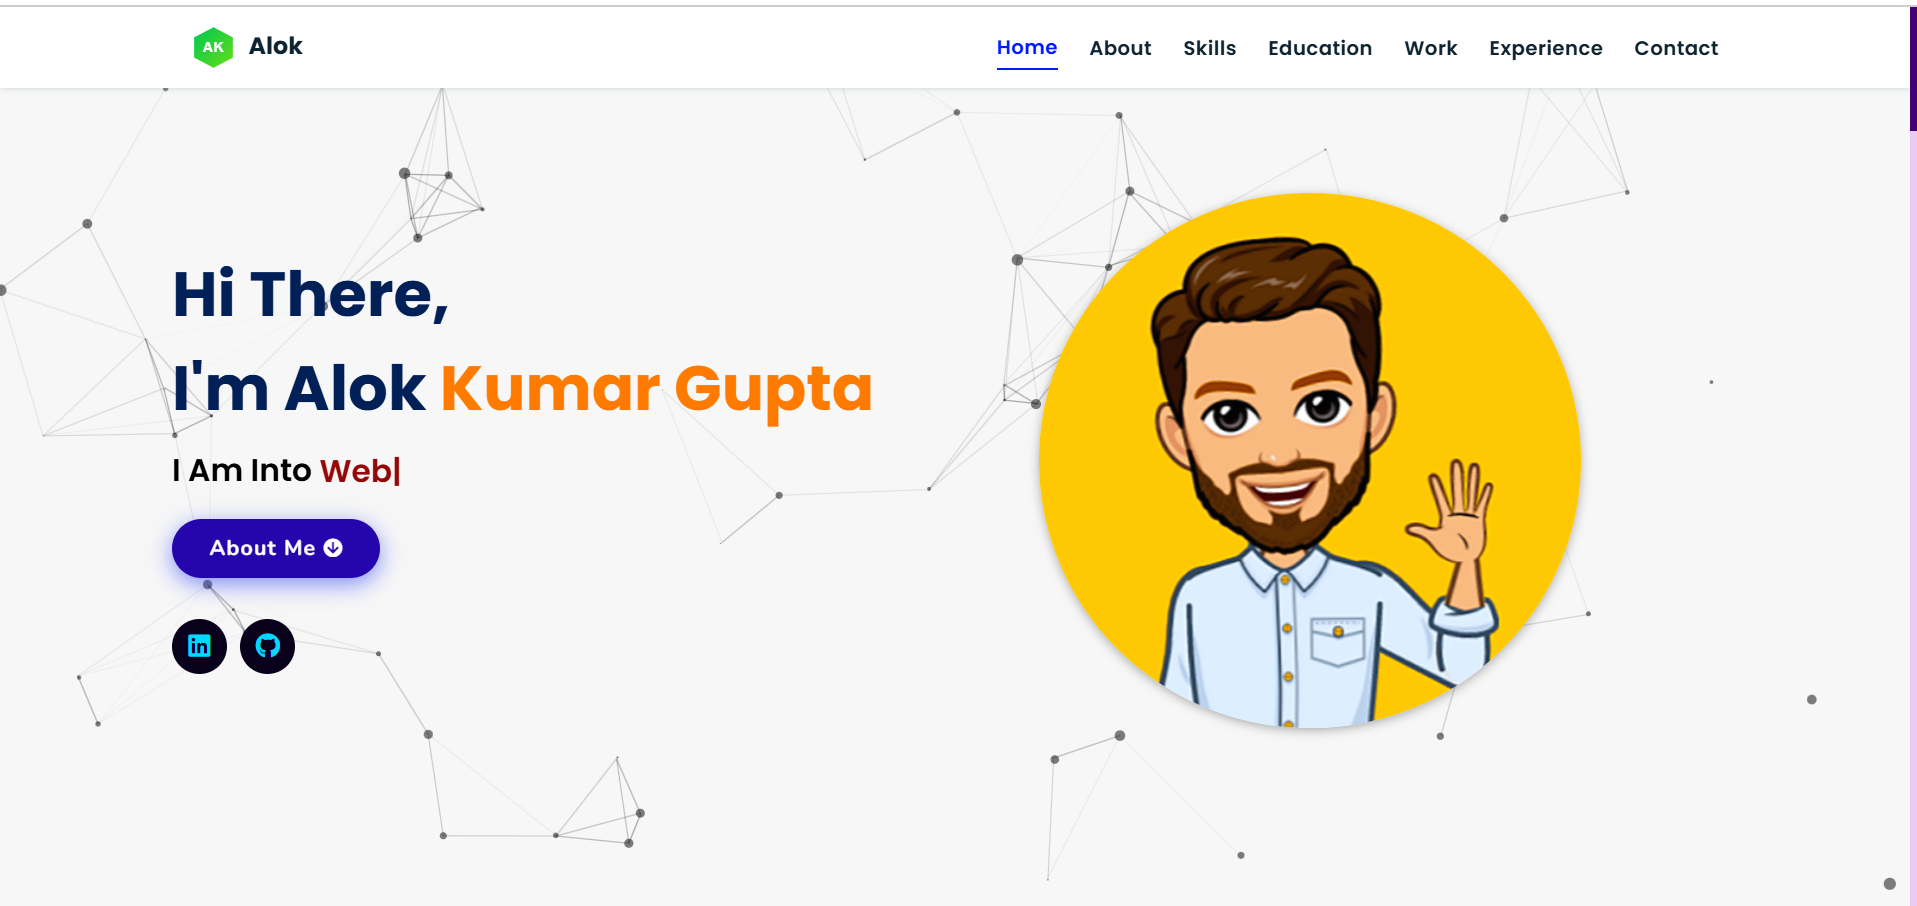 AK Alok
Home About Skills Education Work Experience Contact
Hi There,
I'm Alok Kumar Gupta
I Am Into Web|
About Me
in